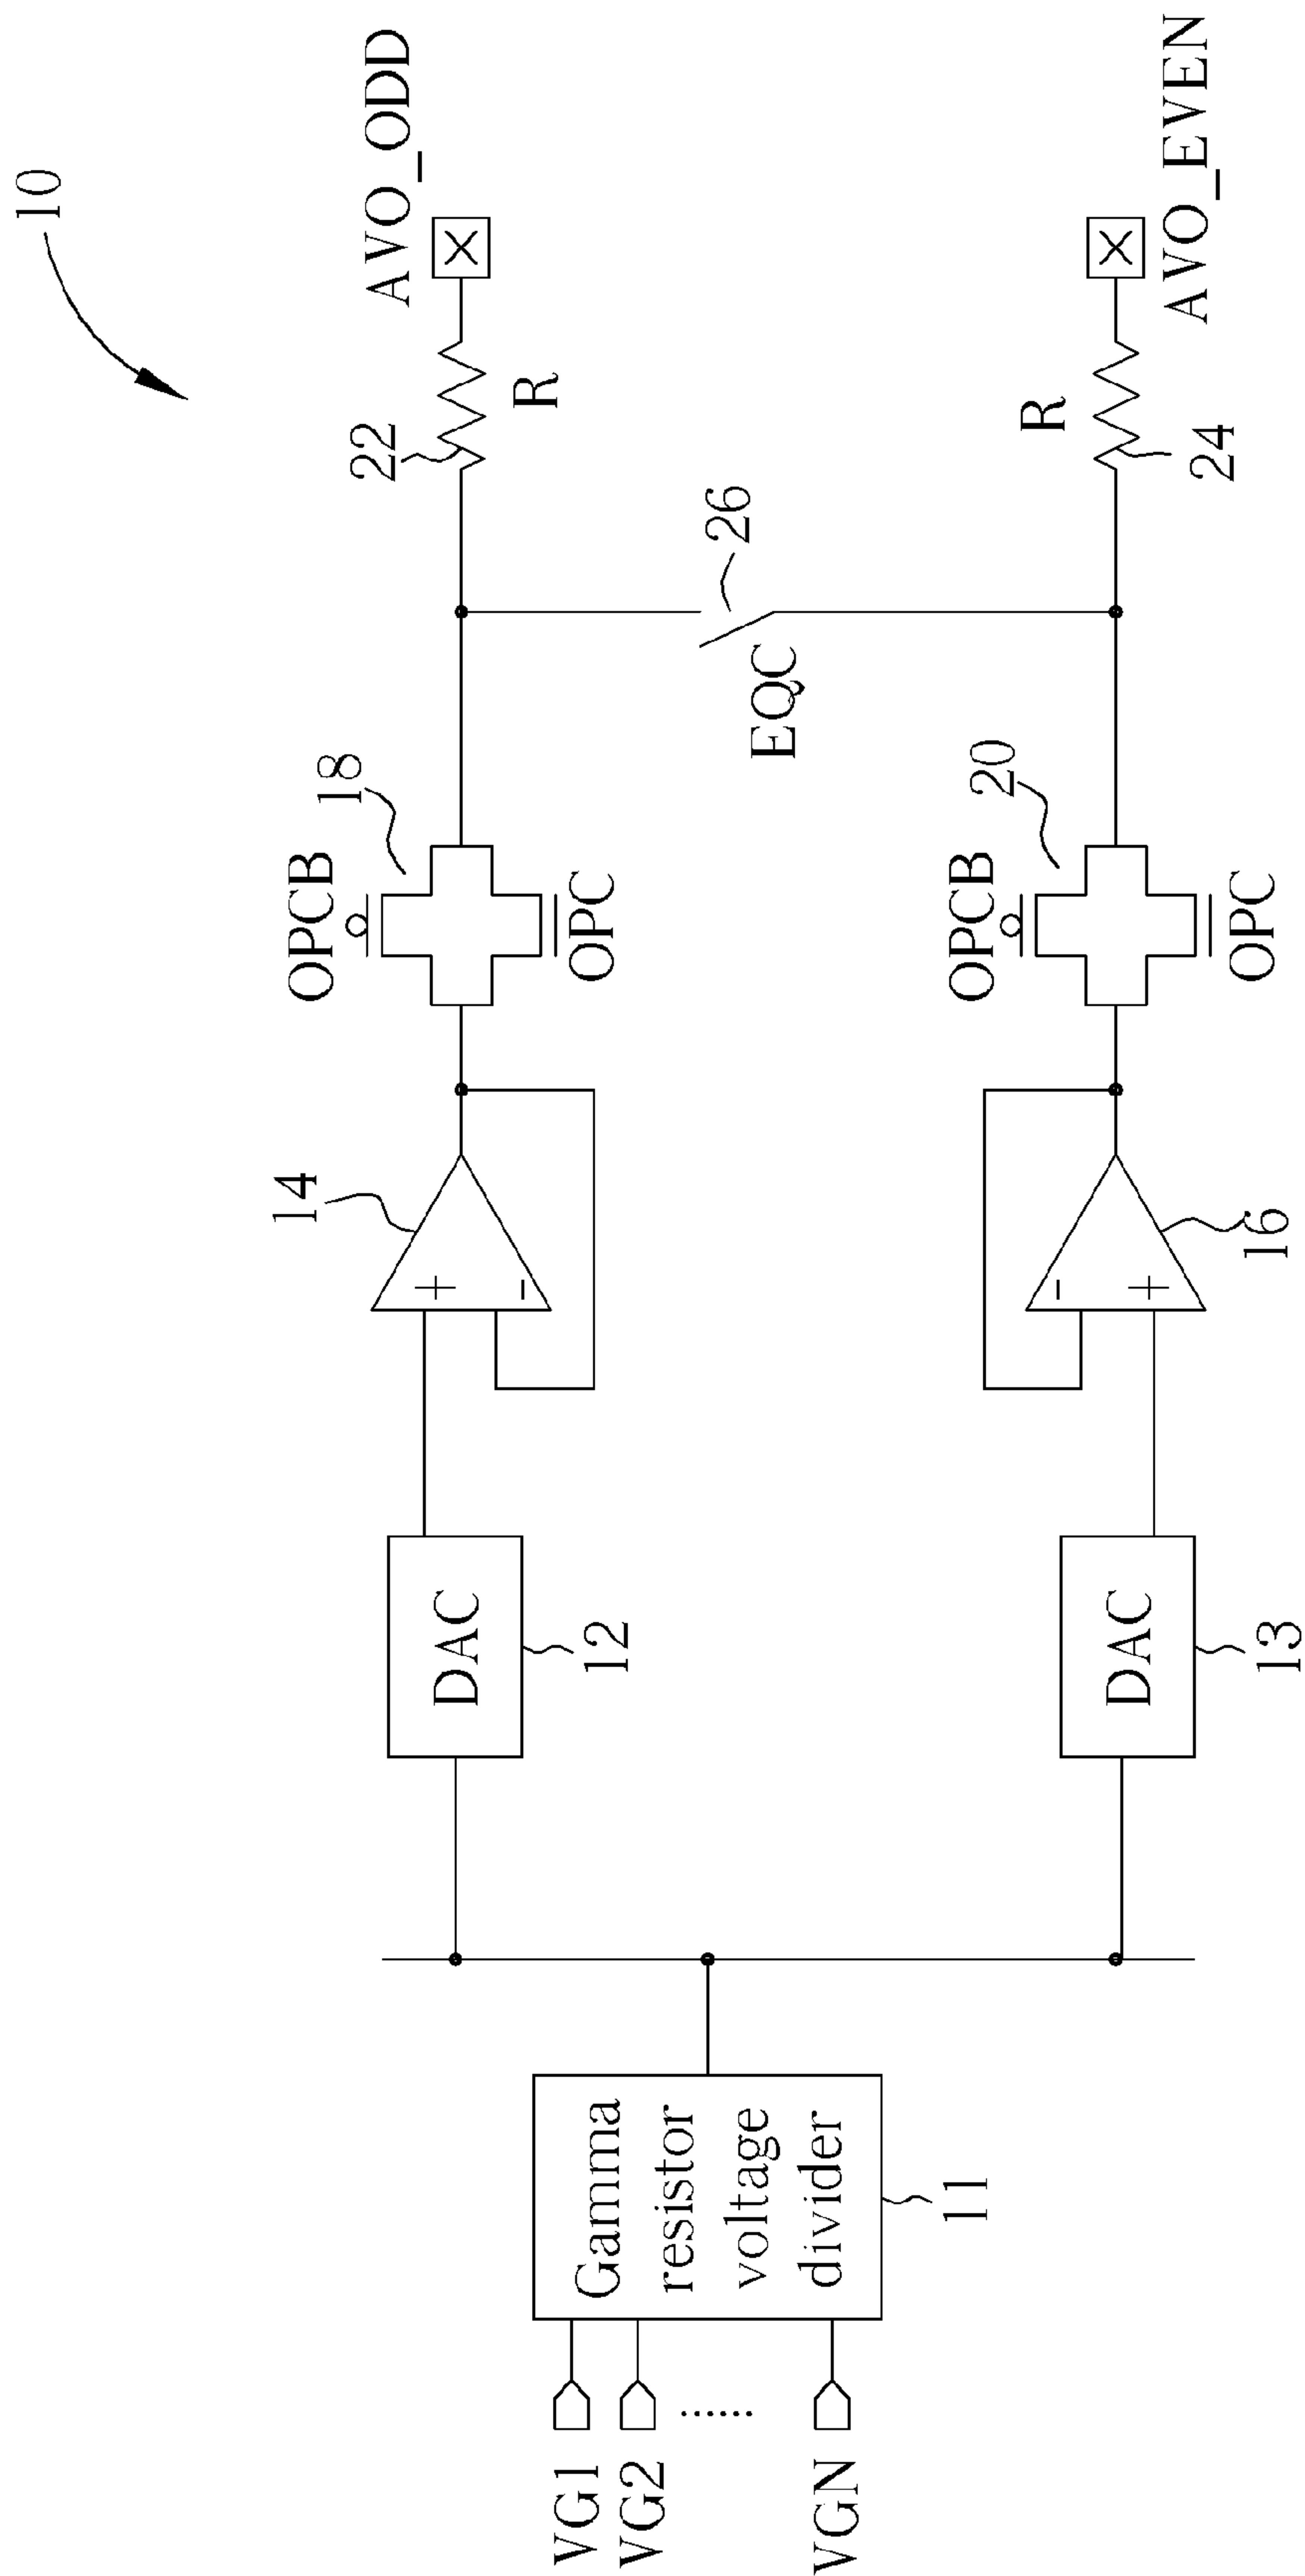 10
VG1
VG2
......
VGN
Gamma
resistor
voltage
divider
11
DAC
12
DAC
13
14
+
-
16
-
+
OPCB
18
OPC
OPCB
20
OPC
EQC
26
22
R
AVO_ODD
R
24
AVO_EVEN